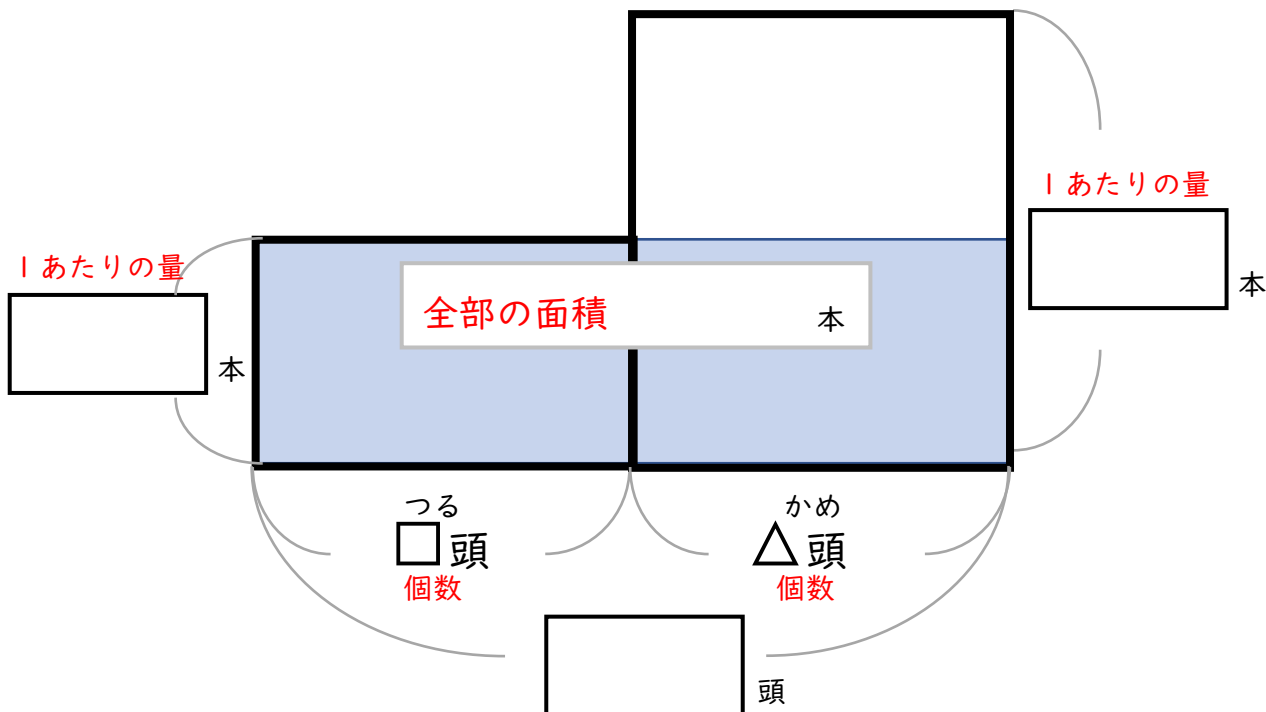 1あたりの量
1あたりの量
本
全部の面積 本
本
つる
□頭
個数
かめ
△頭
個数
頭